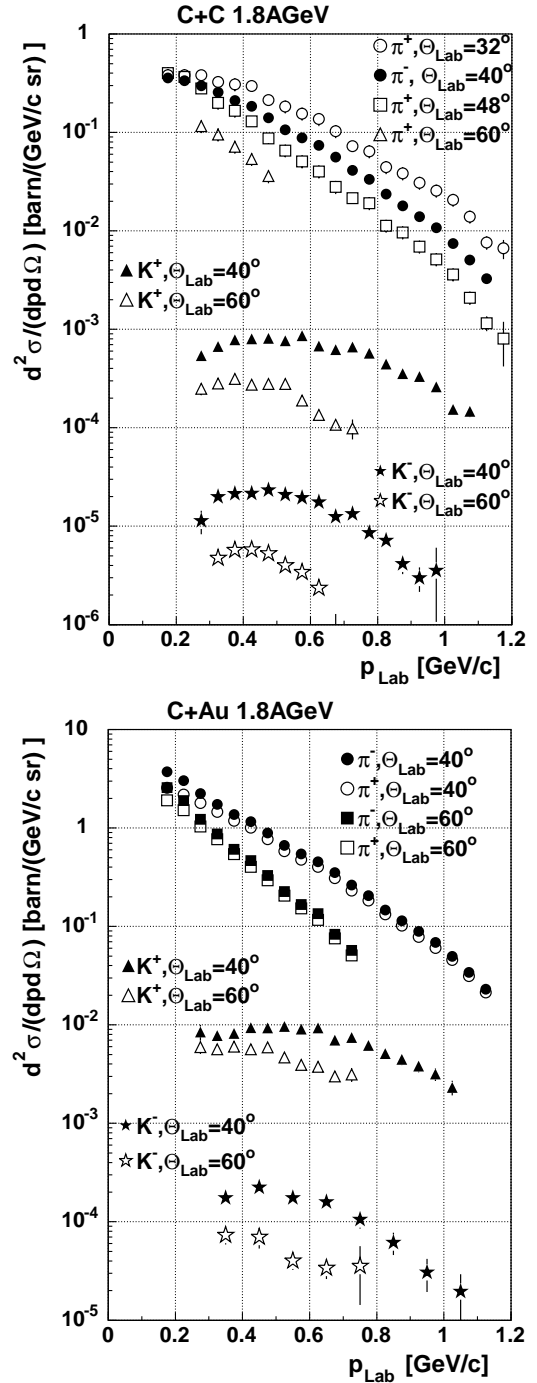 C+C 1.8AGeV
d² σ/(dpdΩ) [barn/(GeV/c sr) ]
1
10⁻¹
10⁻²
10⁻³
10⁻⁴
10⁻⁵
10⁻⁶
π⁺,Θ_Lab=32°
π⁻, Θ_Lab=40°
π⁺,Θ_Lab=48°
π⁺,Θ_Lab=60°
K⁺,Θ_Lab=40°
K⁺,Θ_Lab=60°
K⁻,Θ_Lab=40°
K⁻,Θ_Lab=60°
0 0.2 0.4 0.6 0.8 1 1.2
p_Lab [GeV/c]
C+Au 1.8AGeV
d² σ/(dpdΩ) [barn/(GeV/c sr) ]
10
1
10⁻¹
10⁻²
10⁻³
10⁻⁴
10⁻⁵
π⁻,Θ_Lab=40°
π⁺,Θ_Lab=40°
π⁻,Θ_Lab=60°
π⁺,Θ_Lab=60°
K⁺,Θ_Lab=40°
K⁺,Θ_Lab=60°
K⁻,Θ_Lab=40°
K⁻,Θ_Lab=60°
0 0.2 0.4 0.6 0.8 1 1.2
p_Lab [GeV/c]